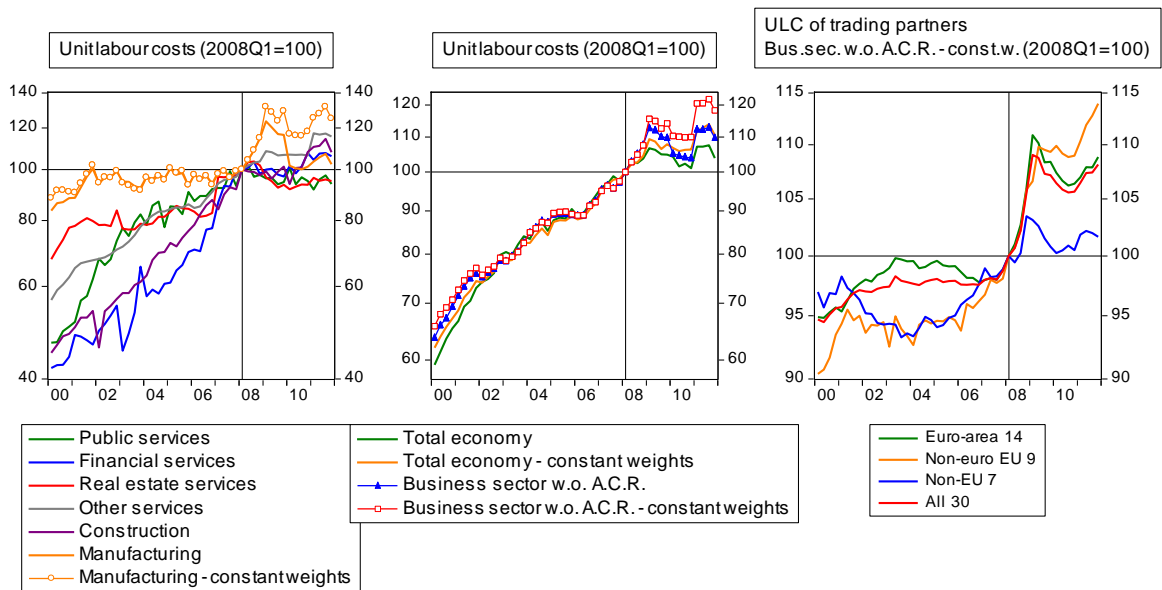 Unit labour costs (2008Q1=100)
140
120
100
80
60
40
140
120
100
80
60
40
00 02 04 06 08 10
Public services
Financial services
Real estate services
Other services
Construction
Manufacturing
Manufacturing - constant weights
Unit labour costs (2008Q1=100)
120
110
100
90
80
70
60
120
110
100
90
80
70
60
00 02 04 06 08 10
Total economy
Total economy - constant weights
Business sector w.o. A.C.R.
Business sector w.o. A.C.R. - constant weights
ULC of trading partners
Bus.sec. w.o. A.C.R. - const.w. (2008Q1=100)
115
110
105
100
95
90
115
110
105
100
95
90
00 02 04 06 08 10
Euro-area 14
Non-euro EU 9
Non-EU 7
All 30